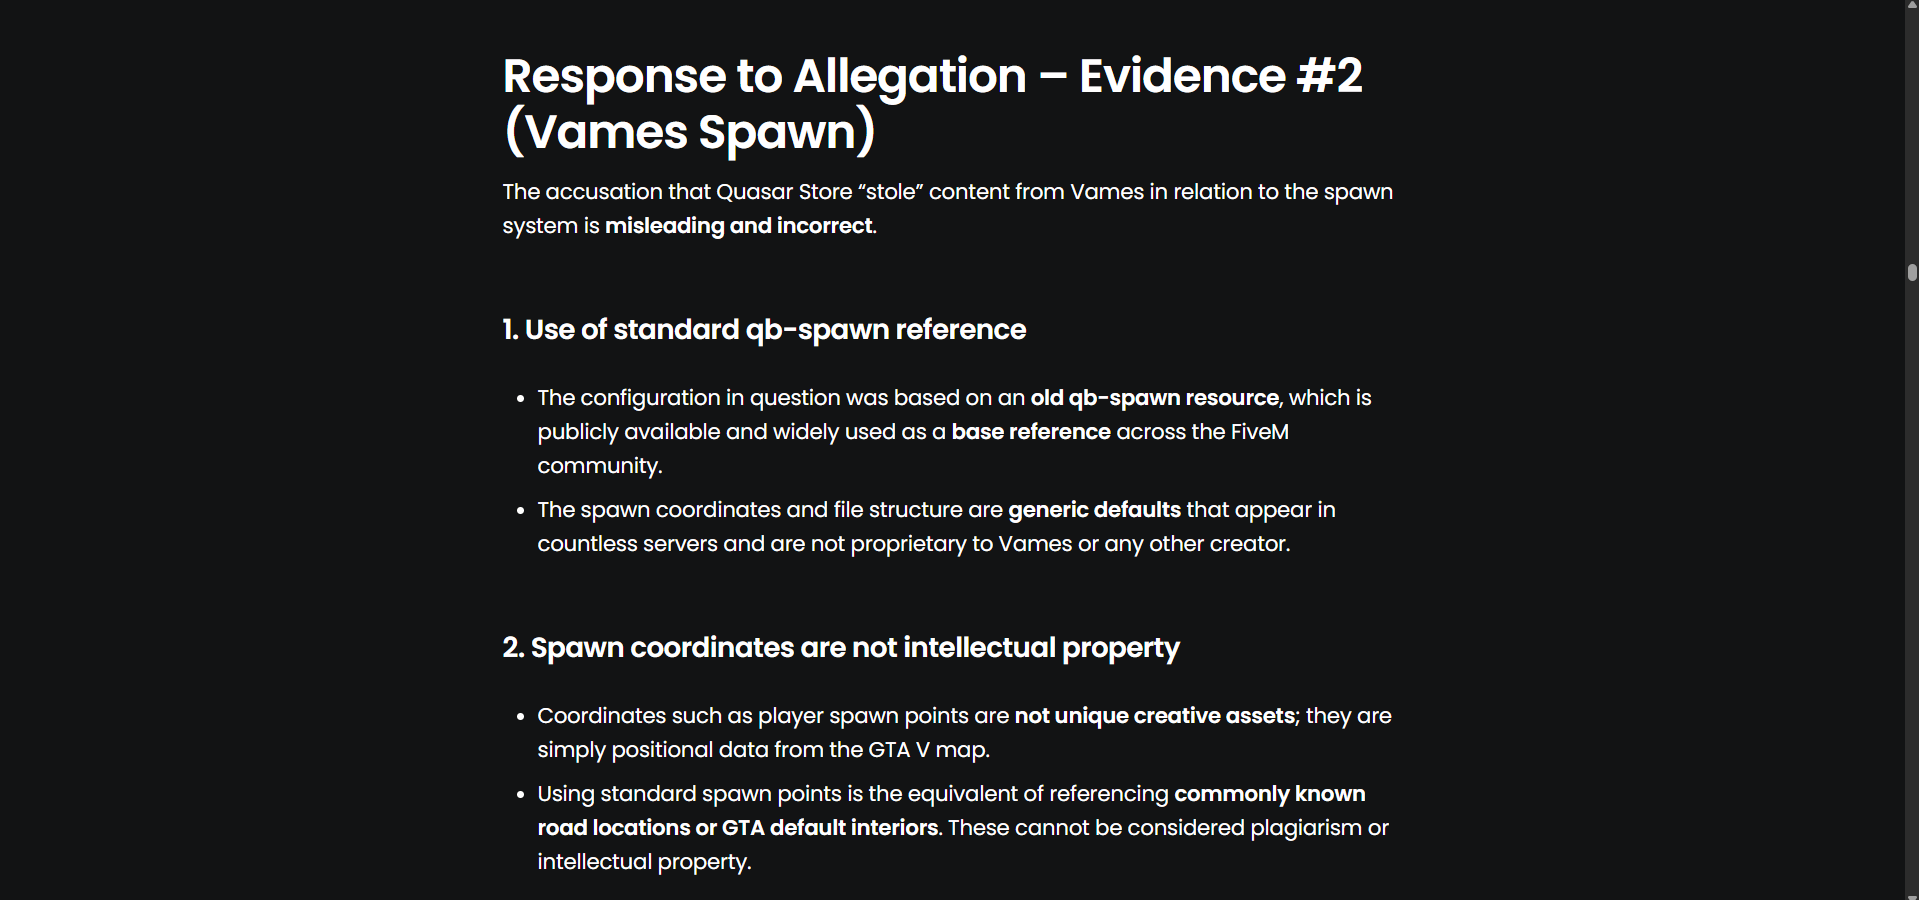 Response to Allegation – Evidence #2
(Vames Spawn)
The accusation that Quasar Store “stole” content from Vames in relation to the spawn
system is misleading and incorrect.
1. Use of standard qb-spawn reference
• The configuration in question was based on an old qb-spawn resource, which is
publicly available and widely used as a base reference across the FiveM
community.
• The spawn coordinates and file structure are generic defaults that appear in
countless servers and are not proprietary to Vames or any other creator.
2. Spawn coordinates are not intellectual property
• Coordinates such as player spawn points are not unique creative assets; they are
simply positional data from the GTA V map.
• Using standard spawn points is the equivalent of referencing commonly known
road locations or GTA default interiors. These cannot be considered plagiarism or
intellectual property.